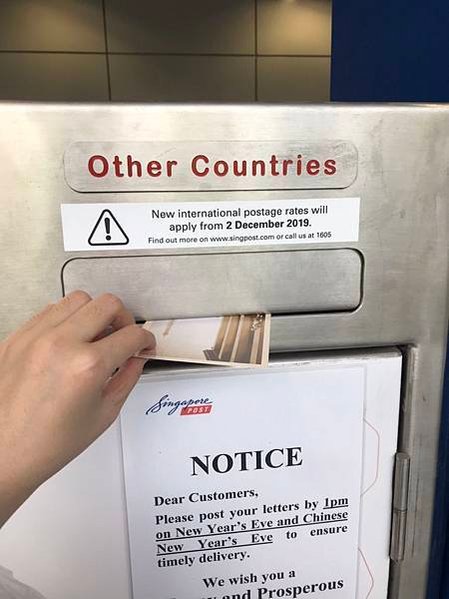 Other Countries
New international postage rates will
apply from 2 December 2019.
Find out more on www.singpost.com or call us at 1605
Singapore
POST
NOTICE
Dear Customers,
Please post your letters by 1pm
on New Year's Eve and Chinese
New Year's Eve to ensure
timely delivery.
We wish you a
and Prosperous